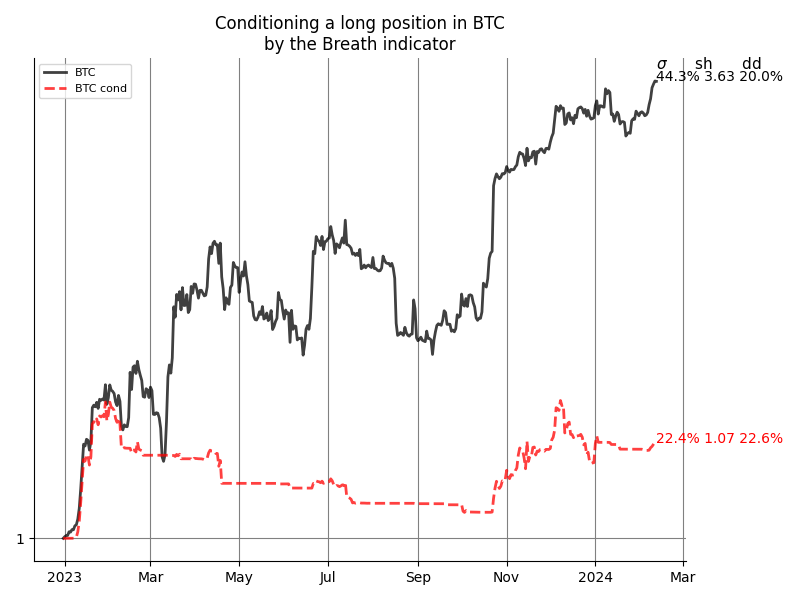 Conditioning a long position in BTC
by the Breath indicator
σ sh dd
44.3% 3.63 20.0%
BTC
BTC cond
22.4% 1.07 22.6%
1
2023 Mar May Jul Sep Nov 2024 Mar